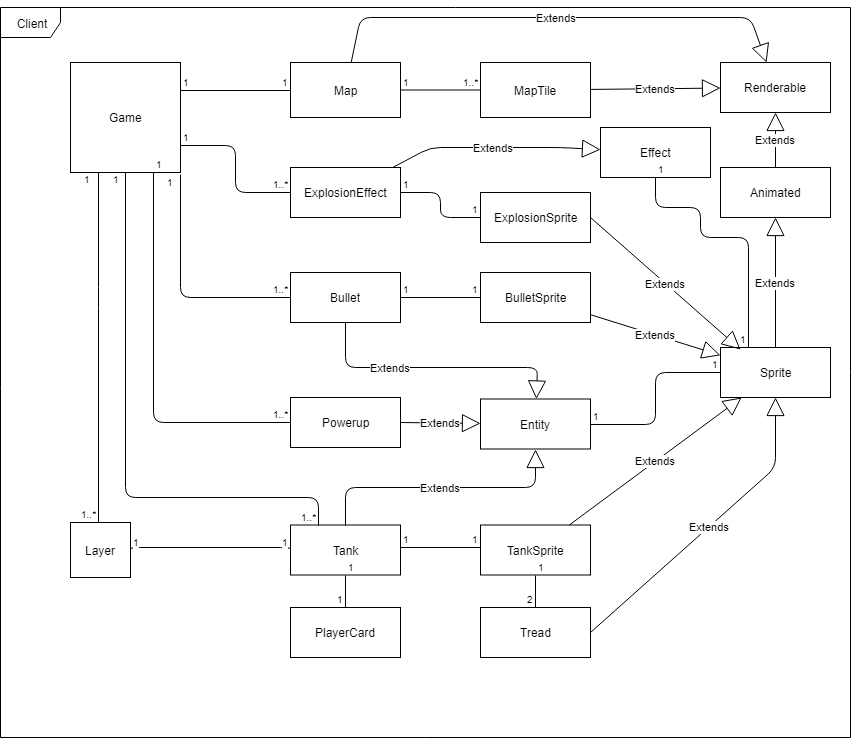 Client
Extends
Game
1
1
Map
1
1..*
MapTile
Extends
Renderable
1
1..*
ExplosionEffect
Extends
Effect
1
Extends
Animated
1
1
ExplosionSprite
1
1
1
1
Extends
Extends
1..*
Bullet
1
1
BulletSprite
Extends
1
1
Sprite
Extends
1..*
Powerup
Extends
Entity
1
Extends
Extends
1..*
1..*
Extends
Layer
1
1
Tank
1
1
1
TankSprite
1
1
PlayerCard
2
Tread